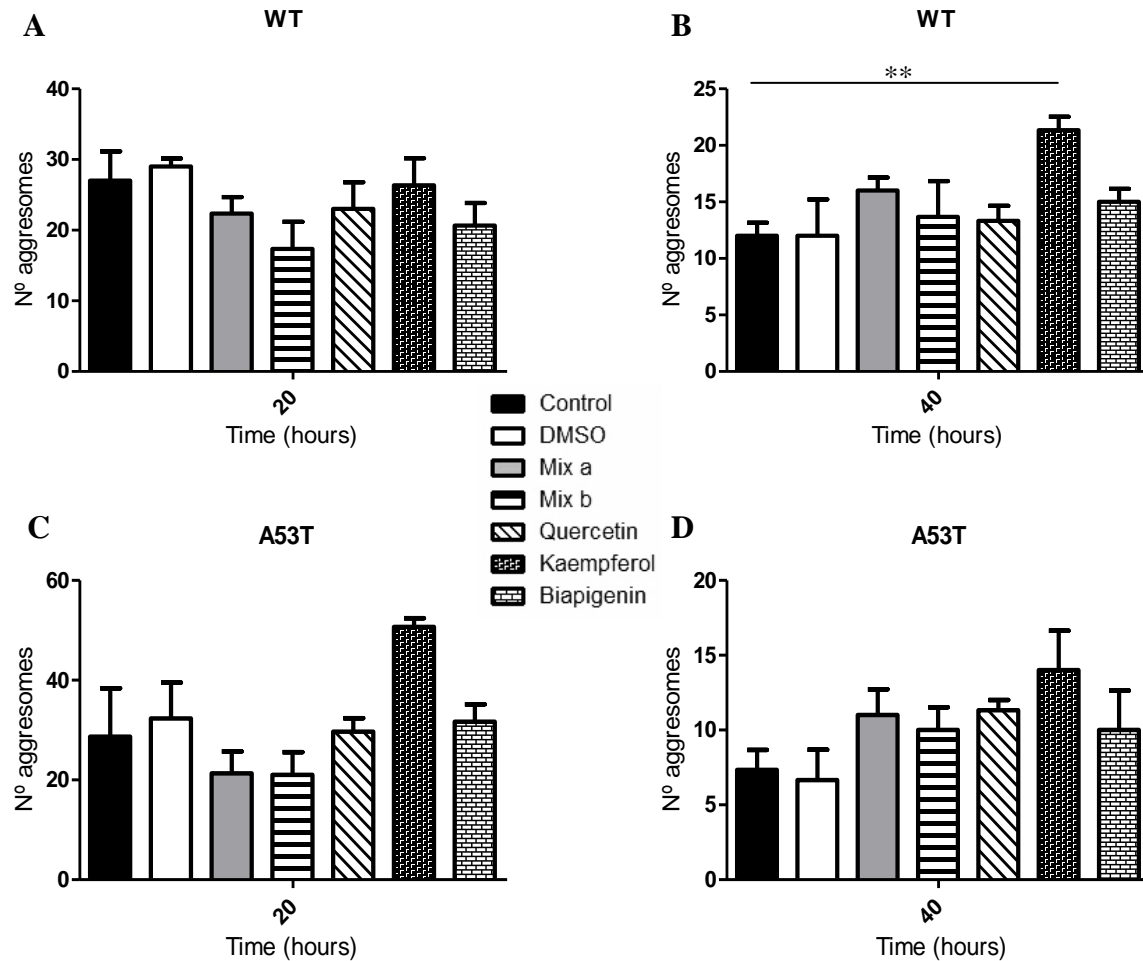 A
WT
Nº aggresomes
40
30
20
10
0
20
Time (hours)
B
WT
**
Nº aggresomes
25
20
15
10
5
0
40
Time (hours)
Control
DMSO
Mix a
Mix b
Quercetin
Kaempferol
Biapigenin
C
A53T
Nº aggresomes
60
40
20
0
20
Time (hours)
D
A53T
Nº aggresomes
20
15
10
5
0
40
Time (hours)